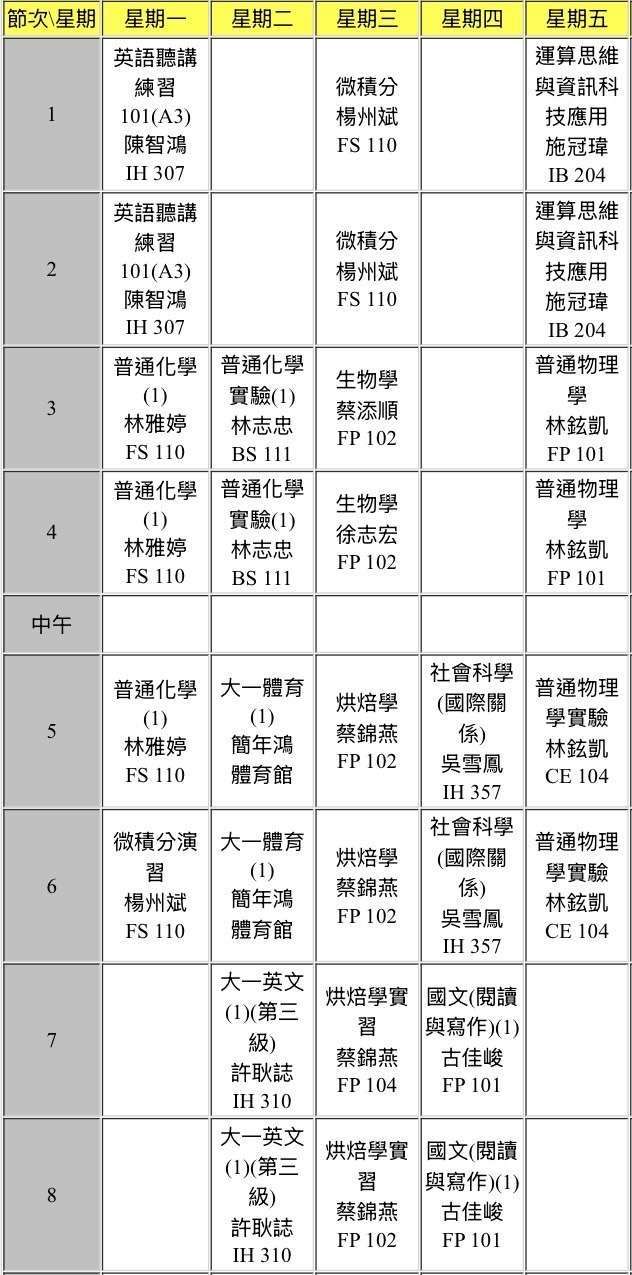 節次\星期 星期一 星期二 星期三 星期四 星期五
1
英語聽講
練習
101(A3)
陳智鴻
IH 307
微積分
楊州斌
FS 110
運算思維
與資訊科
技應用
施冠瑋
IB 204
2
英語聽講
練習
101(A3)
陳智鴻
IH 307
微積分
楊州斌
FS 110
運算思維
與資訊科
技應用
施冠瑋
IB 204
3
普通化學
(1)
林雅婷
FS 110
普通化學
實驗(1)
林志忠
BS 111
生物學
蔡添順
FP 102
普通物理
學
林鉉凱
FP 101
4
普通化學
(1)
林雅婷
FS 110
普通化學
實驗(1)
林志忠
BS 111
生物學
徐志宏
FP 102
普通物理
學
林鉉凱
FP 101
中午
5
普通化學
(1)
林雅婷
FS 110
大一體育
(1)
簡年鴻
體育館
烘焙學
蔡錦燕
FP 102
社會科學
(國際關
係)
吳雪鳳
IH 357
普通物理
學實驗
林鉉凱
CE 104
6
微積分演
習
楊州斌
FS 110
大一體育
(1)
簡年鴻
體育館
烘焙學
蔡錦燕
FP 102
社會科學
(國際關
係)
吳雪鳳
IH 357
普通物理
學實驗
林鉉凱
CE 104
7
大一英文
(1)(第三
級)
許耿誌
IH 310
烘焙學實
習
蔡錦燕
FP 104
國文(閱讀
與寫作)(1)
古佳峻
FP 101
8
大一英文
(1)(第三
級)
許耿誌
IH 310
烘焙學實
習
蔡錦燕
FP 102
國文(閱讀
與寫作)(1)
古佳峻
FP 101